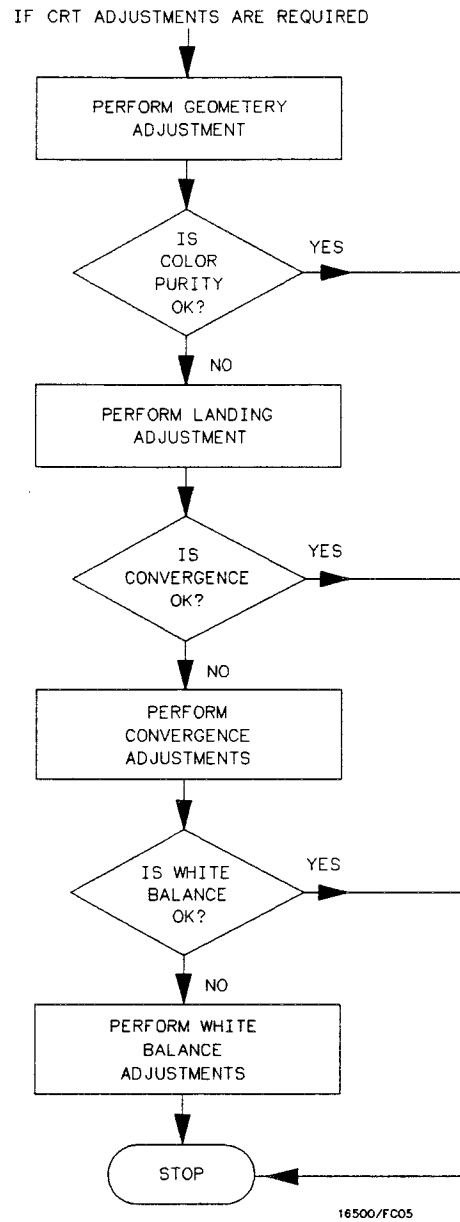 IF CRT ADJUSTMENTS ARE REQUIRED
PERFORM GEOMETERY
ADJUSTMENT
IS
COLOR
PURITY
OK?
YES
NO
PERFORM LANDING
ADJUSTMENT
IS
CONVERGENCE
OK?
YES
NO
PERFORM
CONVERGENCE
ADJUSTMENTS
IS WHITE
BALANCE
OK?
YES
NO
PERFORM WHITE
BALANCE
ADJUSTMENTS
STOP
16500/FC05